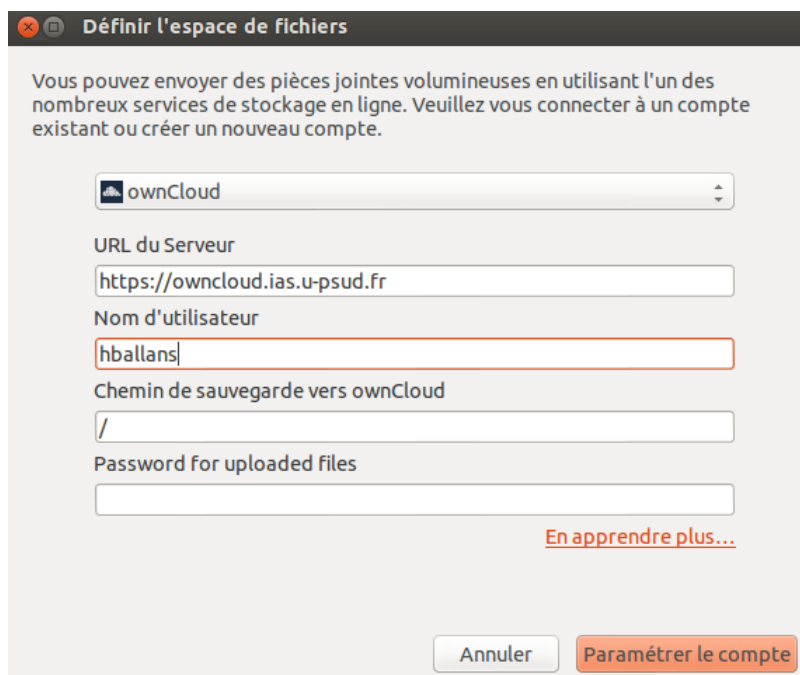 Définir l'espace de fichiers
Vous pouvez envoyer des pièces jointes volumineuses en utilisant l'un des
nombreux services de stockage en ligne. Veuillez vous connecter à un compte
existant ou créer un nouveau compte.
ownCloud
URL du Serveur
https://owncloud.ias.u-psud.fr
Nom d'utilisateur
hballans
Chemin de sauvegarde vers ownCloud
/
Password for uploaded files
En apprendre plus...
Annuler
Paramétrer le compte